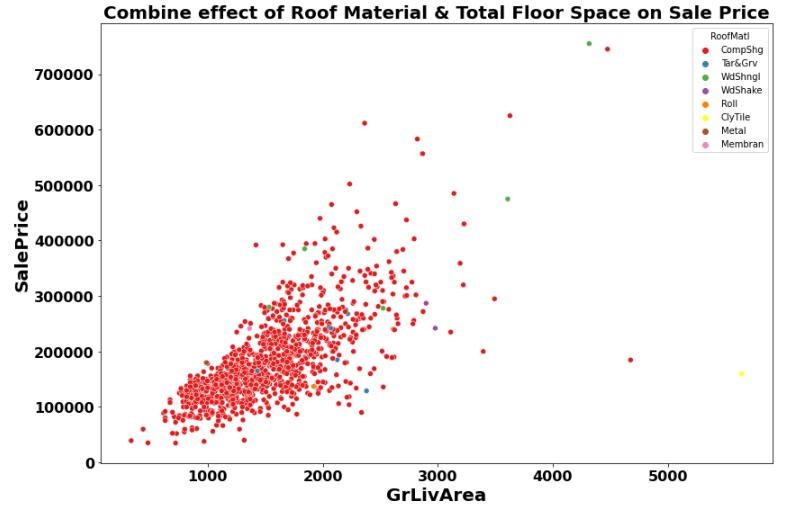 Combine effect of Roof Material & Total Floor Space on Sale Price
RoofMatl
CompShg
Tar&Grv
WdShngl
WdShake
Roll
ClyTile
Metal
Membran
700000
600000
500000
400000
300000
200000
100000
0
SalePrice
1000 2000 3000 4000 5000
GrLivArea